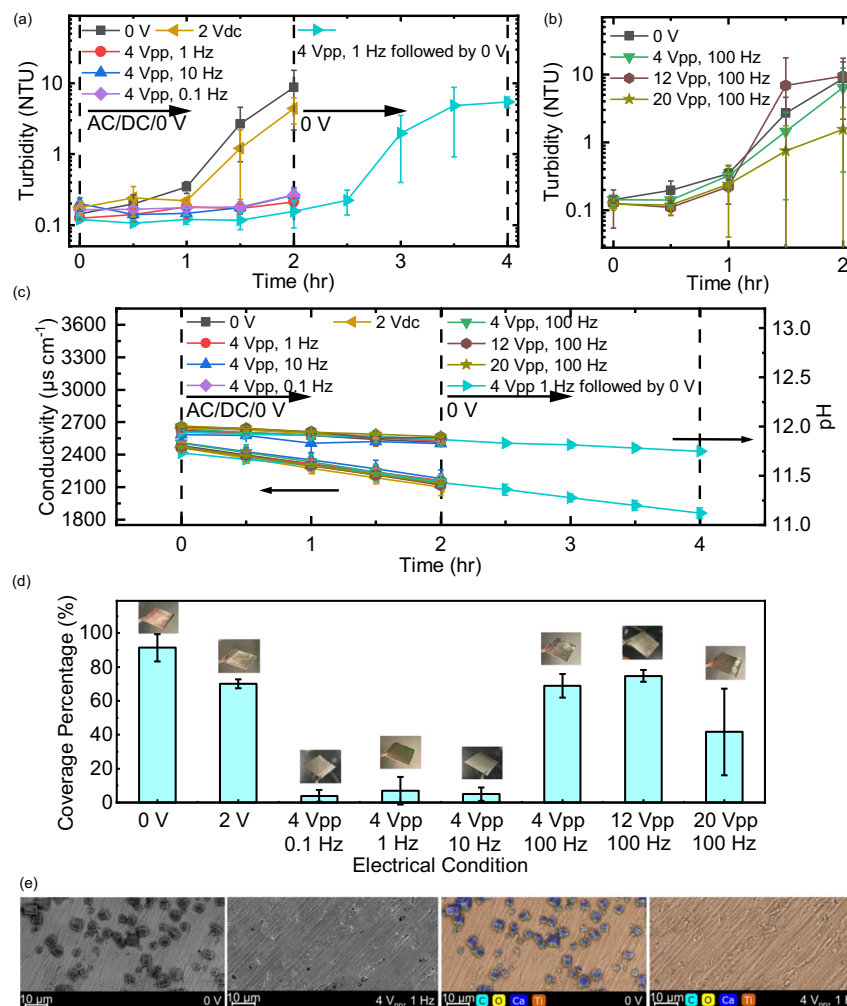 (a)
0 V
2 Vdc
4 Vpp, 1 Hz
4 Vpp, 10 Hz
4 Vpp, 0.1 Hz
4 Vpp, 1 Hz followed by 0 V
AC/DC/0 V
0 V
Turbidity (NTU)
10
1
0.1
0 1 2 3 4
Time (hr)
(b)
0 V
4 Vpp, 100 Hz
12 Vpp, 100 Hz
20 Vpp, 100 Hz
Turbidity (NTU)
10
1
0.1
0 1 2
Time (hr)
(c)
0 V
2 Vdc
4 Vpp, 1 Hz
4 Vpp, 10 Hz
4 Vpp, 0.1 Hz
4 Vpp, 100 Hz
12 Vpp, 100 Hz
20 Vpp, 100 Hz
4 Vpp 1 Hz followed by 0 V
AC/DC/0 V
0 V
Conductivity (µs cm⁻¹)
3600
3300
3000
2700
2400
2100
1800
pH
13.0
12.5
12.0
11.5
11.0
0 1 2 3 4
Time (hr)
(d)
Coverage Percentage (%)
100
80
60
40
20
0
0 V 2 V 4 Vpp 4 Vpp 4 Vpp 4 Vpp 12 Vpp 20 Vpp
0.1 Hz 1 Hz 10 Hz 100 Hz 100 Hz 100 Hz
Electrical Condition
(e)
10 µm 0 V
10 µm 4 Vpp, 1 Hz
10 µm C O Ca Ti 0 V
10 µm C O Ca Ti 4 Vpp, 1 H